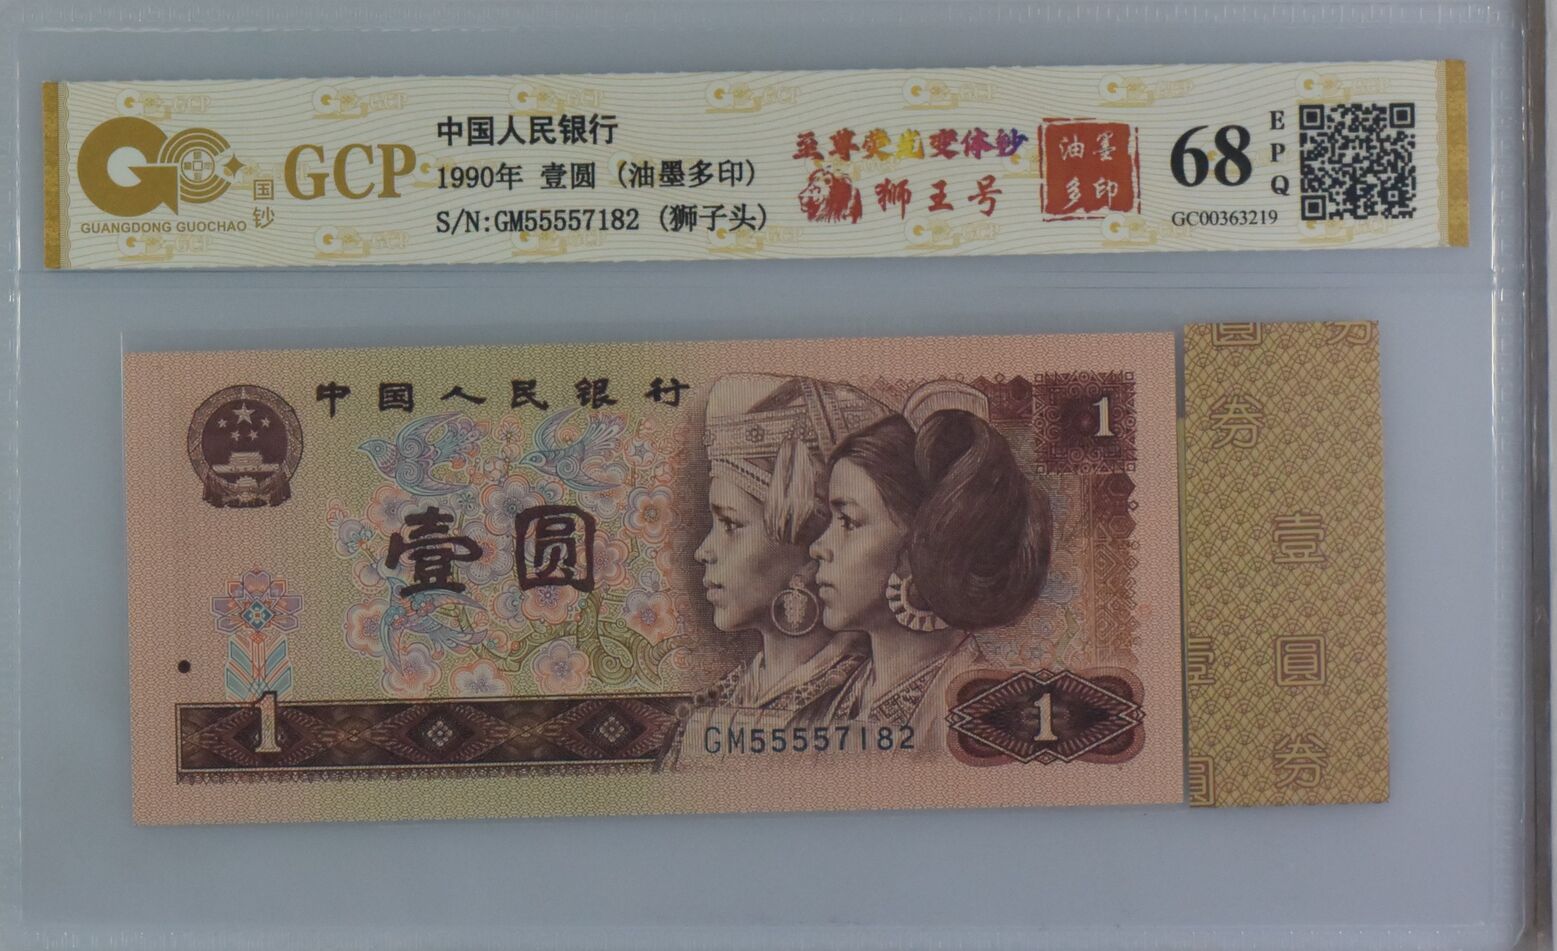 GCP
国钞
GUANGDONG GUOCHAO
中国人民银行
1990年 壹圆 (油墨多印)
S/N:GM55557182 (狮子头)
至尊荧光变体钞
狮王号
油墨
多印
68
EPQ
GC00363219
中国人民银行
壹圆
1
1
1
GM55557182
券
壹
圓
券